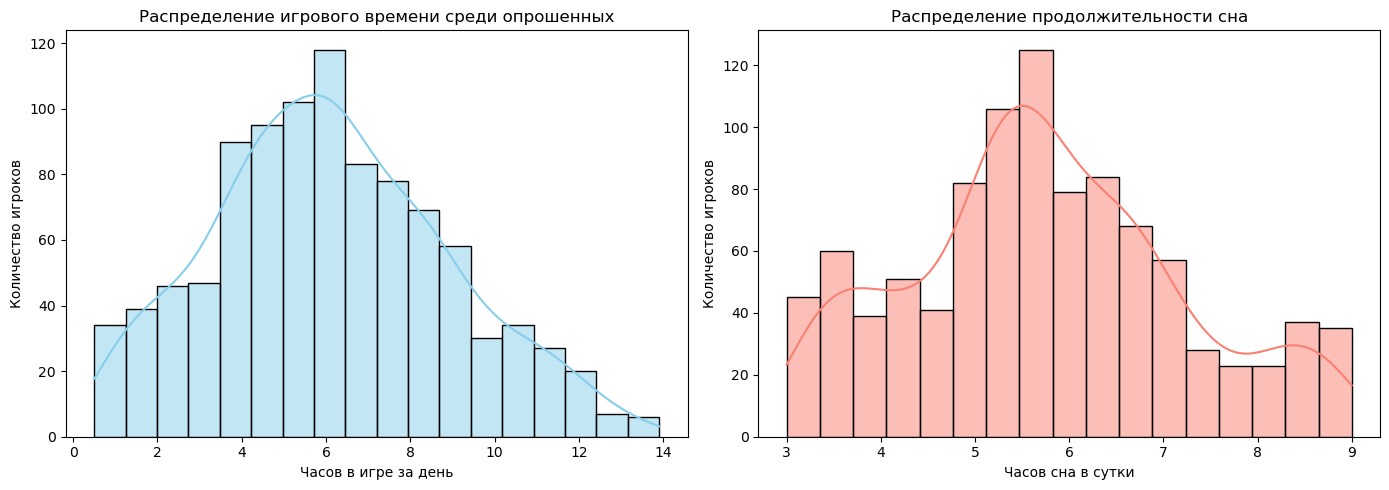 Распределение игрового времени среди опрошенных
120
100
80
60
40
20
0
Количество игроков
0 2 4 6 8 10 12 14
Часов в игре за день
Распределение продолжительности сна
120
100
80
60
40
20
0
Количество игроков
3 4 5 6 7 8 9
Часов сна в сутки